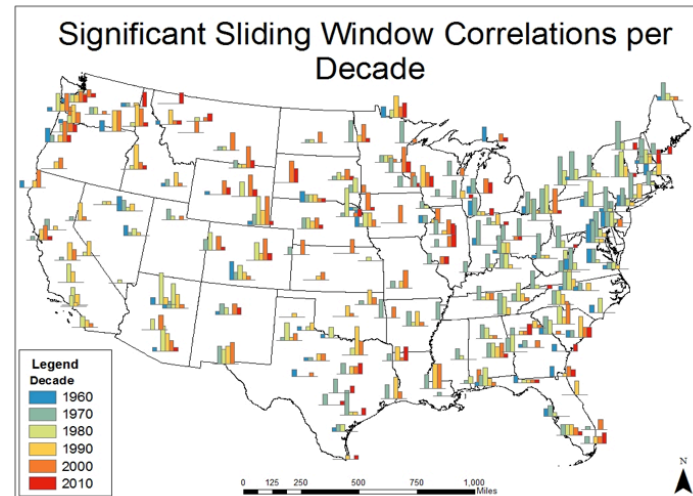 Significant Sliding Window Correlations per
Decade
Legend
Decade
1960
1970
1980
1990
2000
2010
0 125 250 500 750 1,000
Miles
N